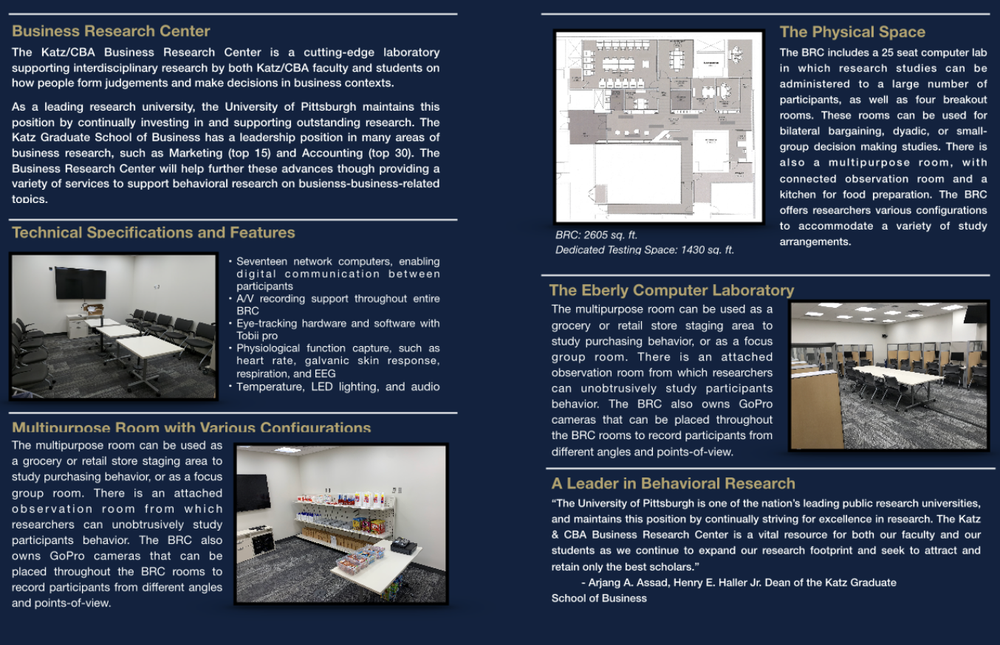 Business Research Center
The Katz/CBA Business Research Center is a cutting-edge laboratory
supporting interdisciplinary research by both Katz/CBA faculty and students on
how people form judgements and make decisions in business contexts.
As a leading research university, the University of Pittsburgh maintains this
position by continually investing in and supporting outstanding research. The
Katz Graduate School of Business has a leadership position in many areas of
business research, such as Marketing (top 15) and Accounting (top 30). The
Business Research Center will help further these advances though providing a
variety of services to support behavioral research on busienss-business-related
topics.
Technical Specifications and Features
• Seventeen network computers, enabling
digital communication between
participants
• A/V recording support throughout entire
BRC
• Eye-tracking hardware and software with
Tobii pro
• Physiological function capture, such as
heart rate, galvanic skin response,
respiration, and EEG
• Temperature, LED lighting, and audio
Multipurpose Room with Various Configurations
The multipurpose room can be used as
a grocery or retail store staging area to
study purchasing behavior, or as a focus
group room. There is an attached
observation room from which
researchers can unobtrusively study
participants behavior. The BRC also
owns GoPro cameras that can be
placed throughout the BRC rooms to
record participants from different angles
and points-of-view.
The Physical Space
The BRC includes a 25 seat computer lab
in which research studies can be
administered to a large number of
participants, as well as four breakout
rooms. These rooms can be used for
bilateral bargaining, dyadic, or small-
group decision making studies. There is
also a multipurpose room, with
connected observation room and a
kitchen for food preparation. The BRC
offers researchers various configurations
to accommodate a variety of study
arrangements.
BRC: 2605 sq. ft.
Dedicated Testing Space: 1430 sq. ft.
The Eberly Computer Laboratory
The multipurpose room can be used as a
grocery or retail store staging area to
study purchasing behavior, or as a focus
group room. There is an attached
observation room from which researchers
can unobtrusively study participants
behavior. The BRC also owns GoPro
cameras that can be placed throughout
the BRC rooms to record participants from
different angles and points-of-view.
A Leader in Behavioral Research
“The University of Pittsburgh is one of the nation’s leading public research universities,
and maintains this position by continually striving for excellence in research. The Katz
& CBA Business Research Center is a vital resource for both our faculty and our
students as we continue to expand our research footprint and seek to attract and
retain only the best scholars.”
- Arjang A. Assad, Henry E. Haller Jr. Dean of the Katz Graduate
School of Business